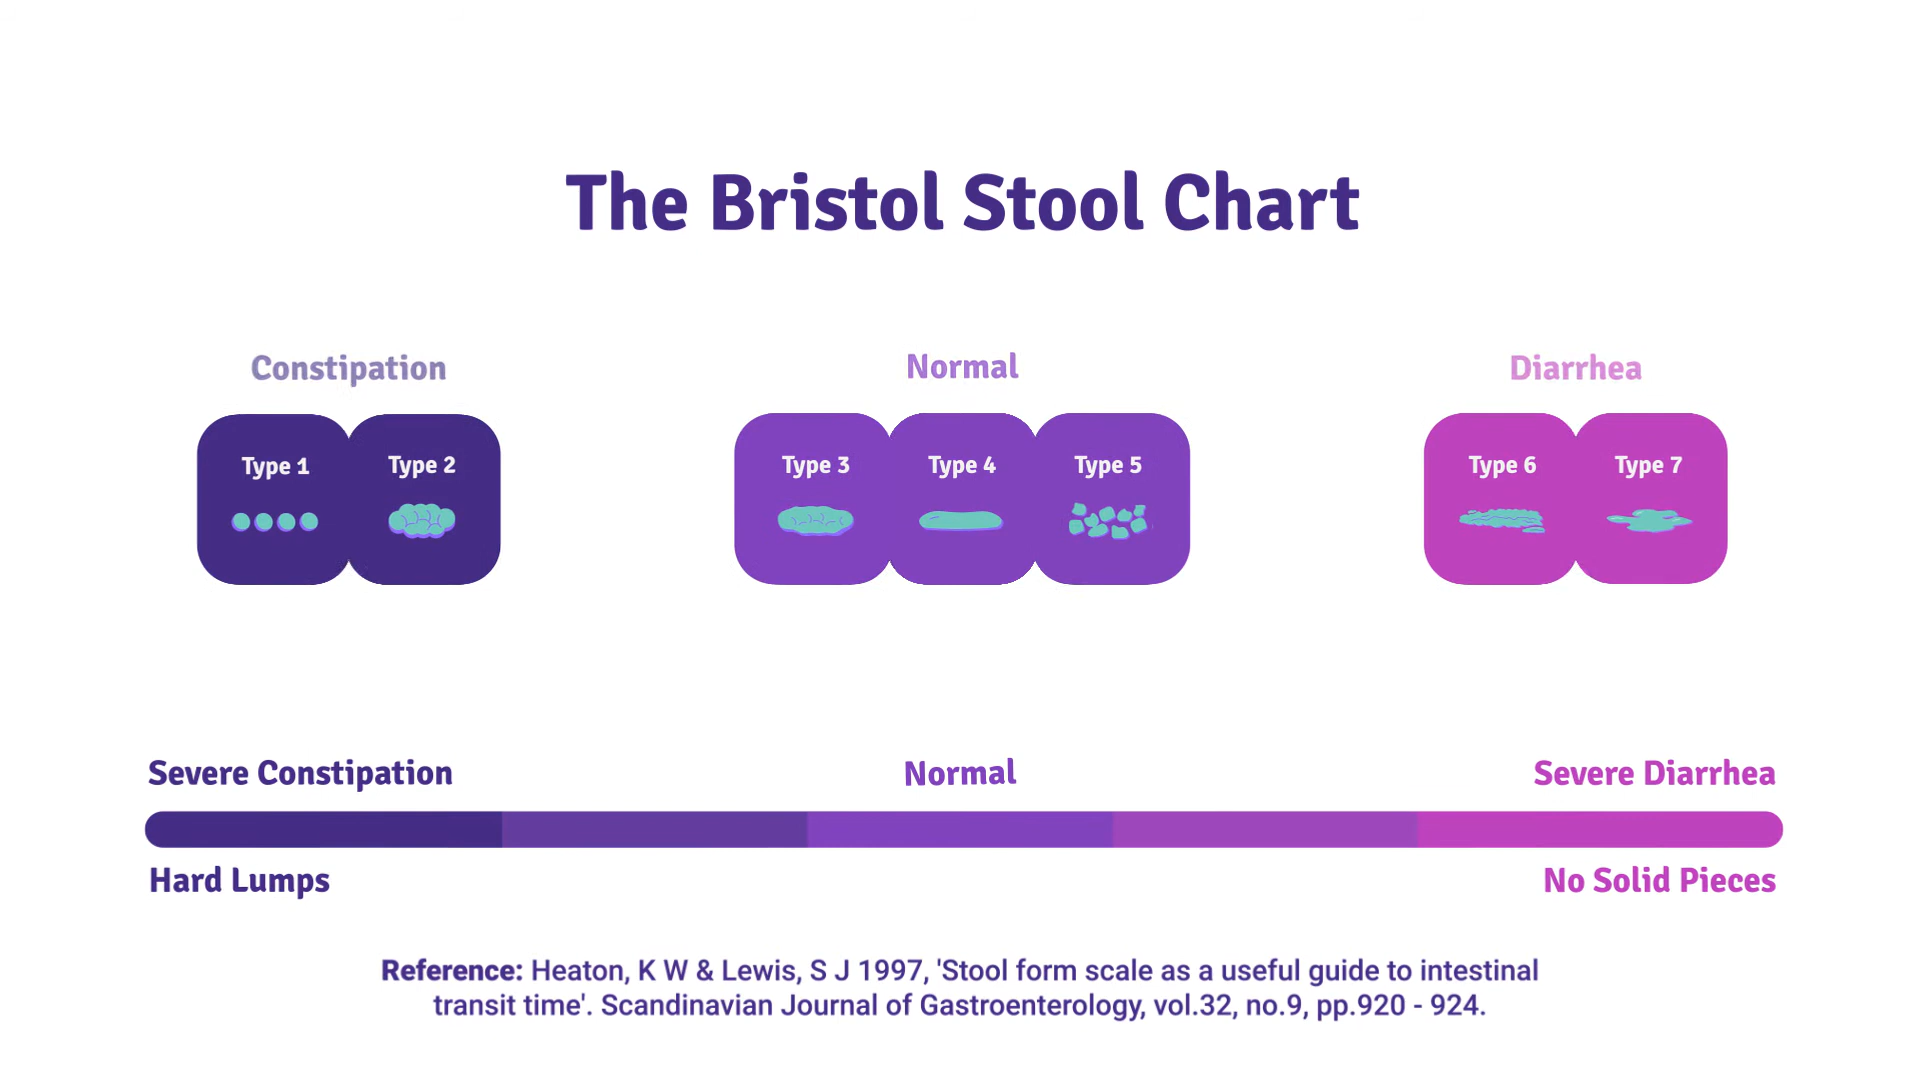 The Bristol Stool Chart
Constipation
Normal
Diarrhea
Type 1
Type 2
Type 3
Type 4
Type 5
Type 6
Type 7
Severe Constipation
Normal
Severe Diarrhea
Hard Lumps
No Solid Pieces
Reference: Heaton, K W & Lewis, S J 1997, 'Stool form scale as a useful guide to intestinal
transit time'. Scandinavian Journal of Gastroenterology, vol.32, no.9, pp.920 - 924.